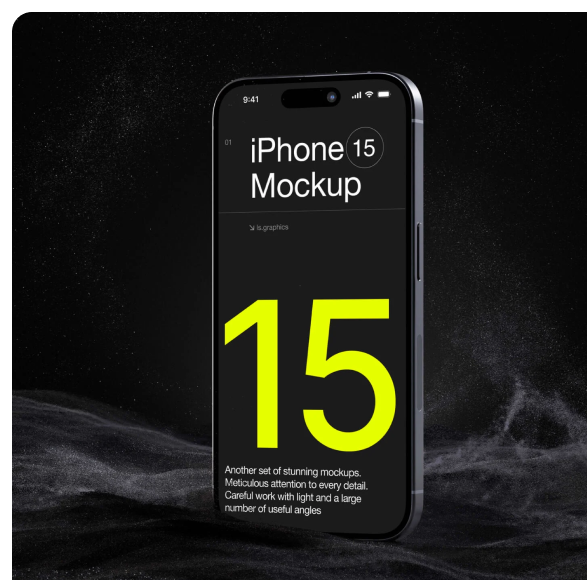 9:41
01
iPhone 15
Mockup
↘ ls.graphics
15
Another set of stunning mockups.
Meticulous attention to every detail.
Careful work with light and a large
number of useful angles